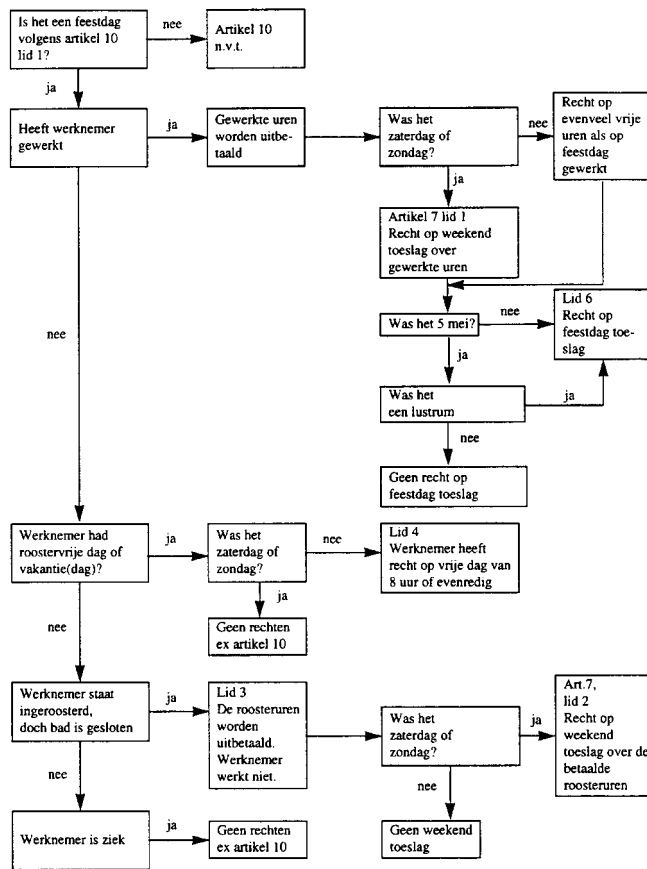 Is het een feestdag
volgens artikel 10
lid 1?
nee
Artikel 10
n.v.t.
ja
Heeft werknemer
gewerkt
ja
Gewerkte uren
worden uitbe-
taald
Was het
zaterdag of
zondag?
nee
Recht op
evenveel vrije
uren als op
feestdag
gewerkt
ja
Artikel 7 lid 1
Recht op weekend
toeslag over
gewerkte uren
Was het 5 mei?
nee
Lid 6
Recht op
feestdag toe-
slag
ja
Was het
een lustrum
ja
nee
Geen recht op
feestdag toeslag
nee
Werknemer had
roostervrije dag of
vakantie(dag)?
ja
Was het
zaterdag of
zondag?
nee
Lid 4
Werknemer heeft
recht op vrije dag van
8 uur of evenredig
ja
Geen rechten
ex artikel 10
nee
Werknemer staat
ingeroosterd,
doch bad is gesloten
ja
Lid 3
De roosteruren
worden
uitbetaald.
Werknemer
werkt niet.
Was het
zaterdag of
zondag?
ja
Art.7,
lid 2
Recht op
weekend
toeslag over de
betaalde
roosteruren
nee
Geen weekend
toeslag
nee
Werknemer is ziek
ja
Geen rechten
ex artikel 10